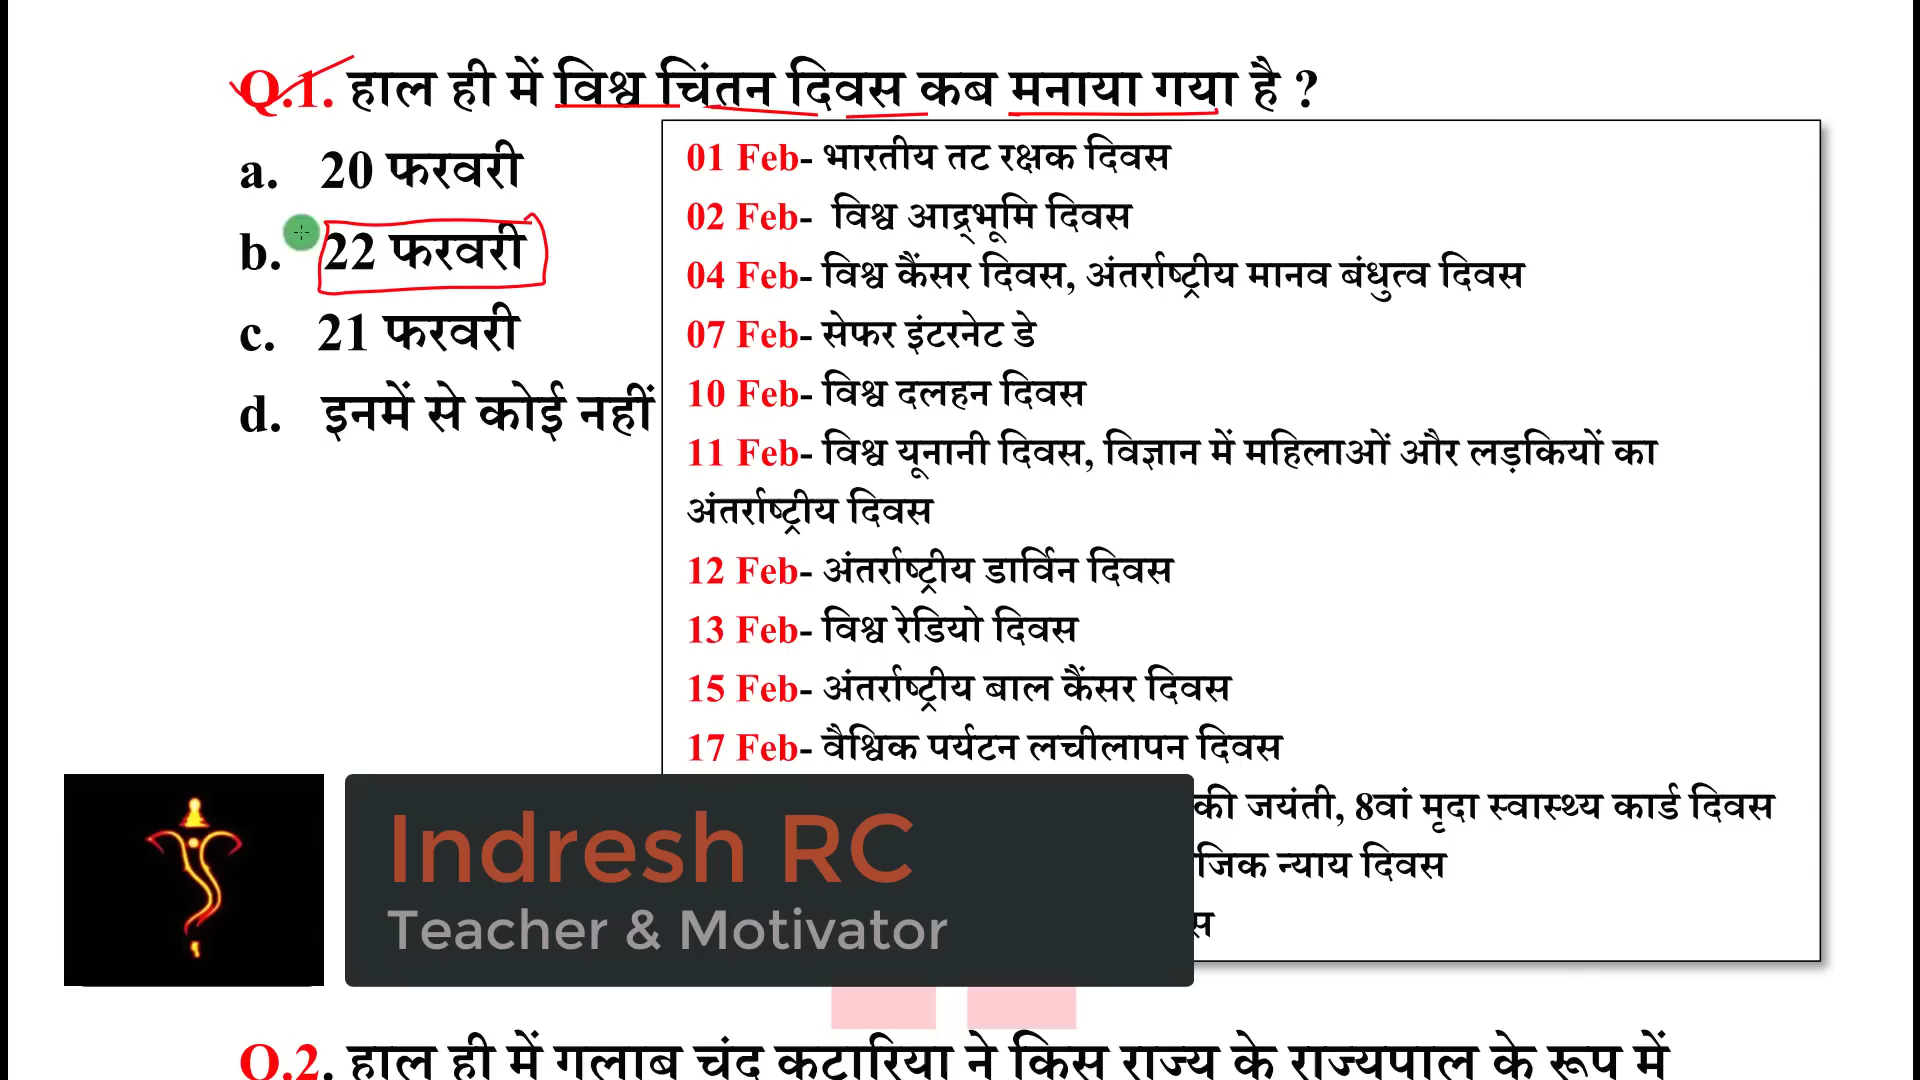 Q.1. हाल ही में विश्व चिंतन दिवस कब मनाया गया है ?
a. 20 फरवरी
b. 22 फरवरी
c. 21 फरवरी
d. इनमें से कोई नहीं
01 Feb- भारतीय तट रक्षक दिवस
02 Feb- विश्व आद्र्भूमि दिवस
04 Feb- विश्व कैंसर दिवस, अंतर्राष्ट्रीय मानव बंधुत्व दिवस
07 Feb- सेफर इंटरनेट डे
10 Feb- विश्व दलहन दिवस
11 Feb- विश्व यूनानी दिवस, विज्ञान में महिलाओं और लड़कियों का
अंतर्राष्ट्रीय दिवस
12 Feb- अंतर्राष्ट्रीय डार्विन दिवस
13 Feb- विश्व रेडियो दिवस
15 Feb- अंतर्राष्ट्रीय बाल कैंसर दिवस
17 Feb- वैश्विक पर्यटन लचीलापन दिवस
की जयंती, 8वां मृदा स्वास्थ्य कार्ड दिवस
न्याय दिवस
Indresh RC
Teacher & Motivator
Q.2. हाल ही में गुलाब चंद कटारिया ने किस राज्य के राज्यपाल के रूप में